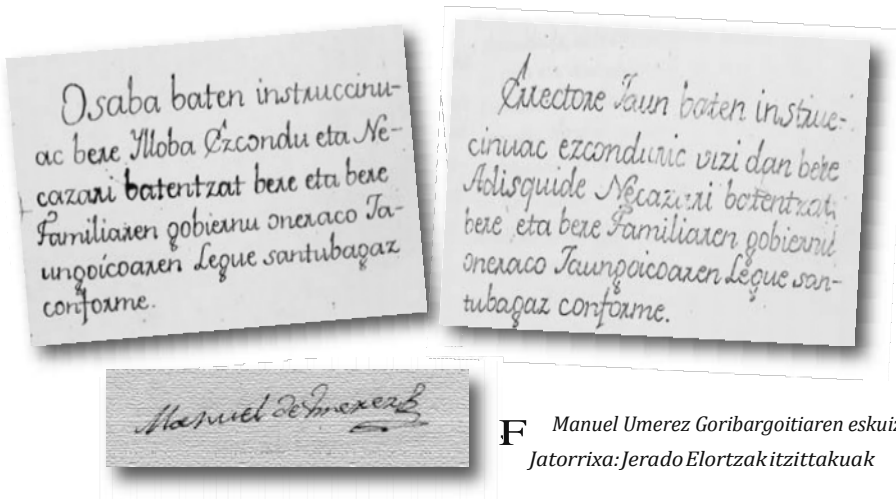 Osaba baten instruccinu-
ac bere Ylloba Ezcondu eta Ne-
cazari batentzat bere eta bere
Familiaren gobiernu oneraco Ja-
ungoicoaren Legue santubagaz
conforme.
Errectore Jaun baten instruc-
cinuac ezconduric vizi dan bere
Adisquide Necazari batentzat,
bere eta bere Familiaren gobiernu
oneraco Jaungoicoaren Legue san-
tubagaz conforme.
Manuel de Umerez
F Manuel Umerez Goribargoitiaren eskuiz
Jatorrixa: Jerado Elortzak itzittakuak